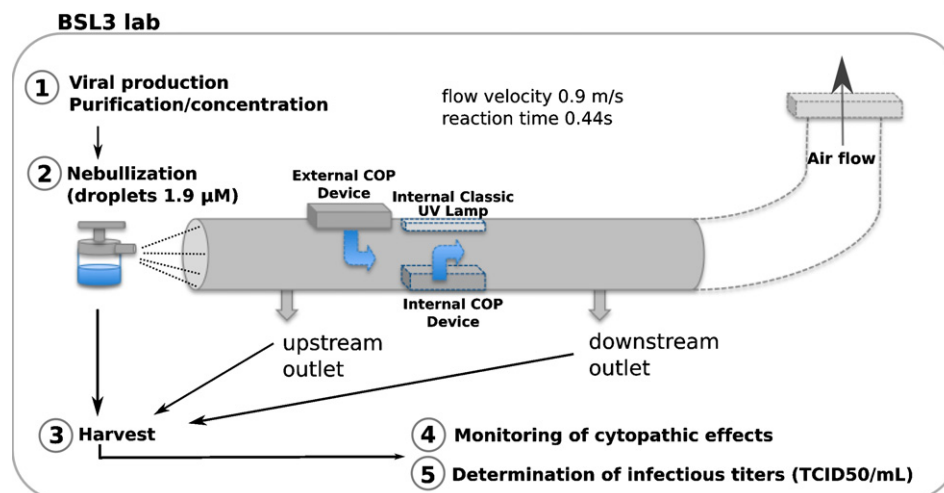 BSL3 lab
1 Viral production
Purification/concentration
flow velocity 0.9 m/s
reaction time 0.44s
2 Nebullization
(droplets 1.9 µM)
Air flow
External COP
Device
Internal Classic
UV Lamp
Internal COP
Device
upstream
outlet
downstream
outlet
3 Harvest
4 Monitoring of cytopathic effects
5 Determination of infectious titers (TCID50/mL)